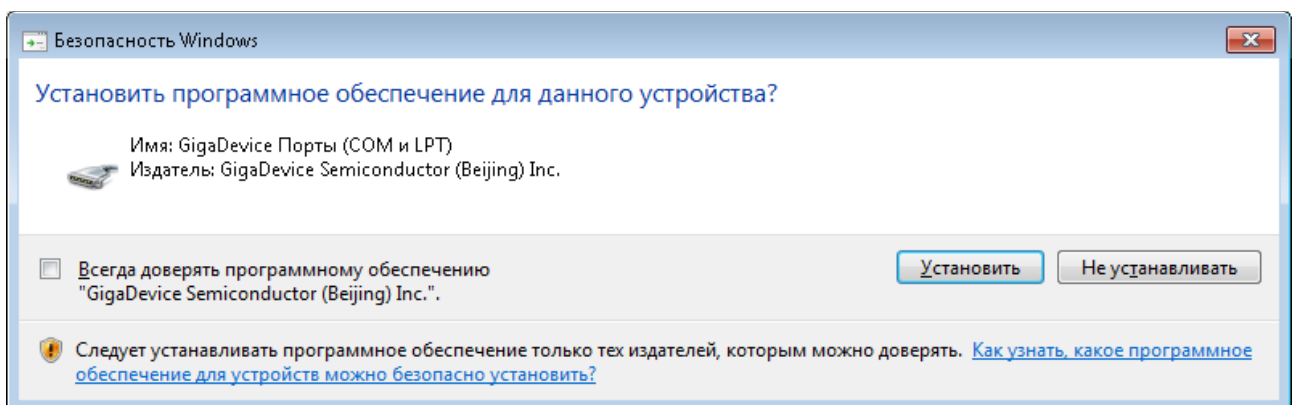 Безопасность Windows
Установить программное обеспечение для данного устройства?
Имя: GigaDevice Порты (COM и LPT)
Издатель: GigaDevice Semiconductor (Beijing) Inc.
Всегда доверять программному обеспечению
"GigaDevice Semiconductor (Beijing) Inc.".
Установить
Не устанавливать
Следует устанавливать программное обеспечение только тех издателей, которым можно доверять. Как узнать, какое программное
обеспечение для устройств можно безопасно установить?